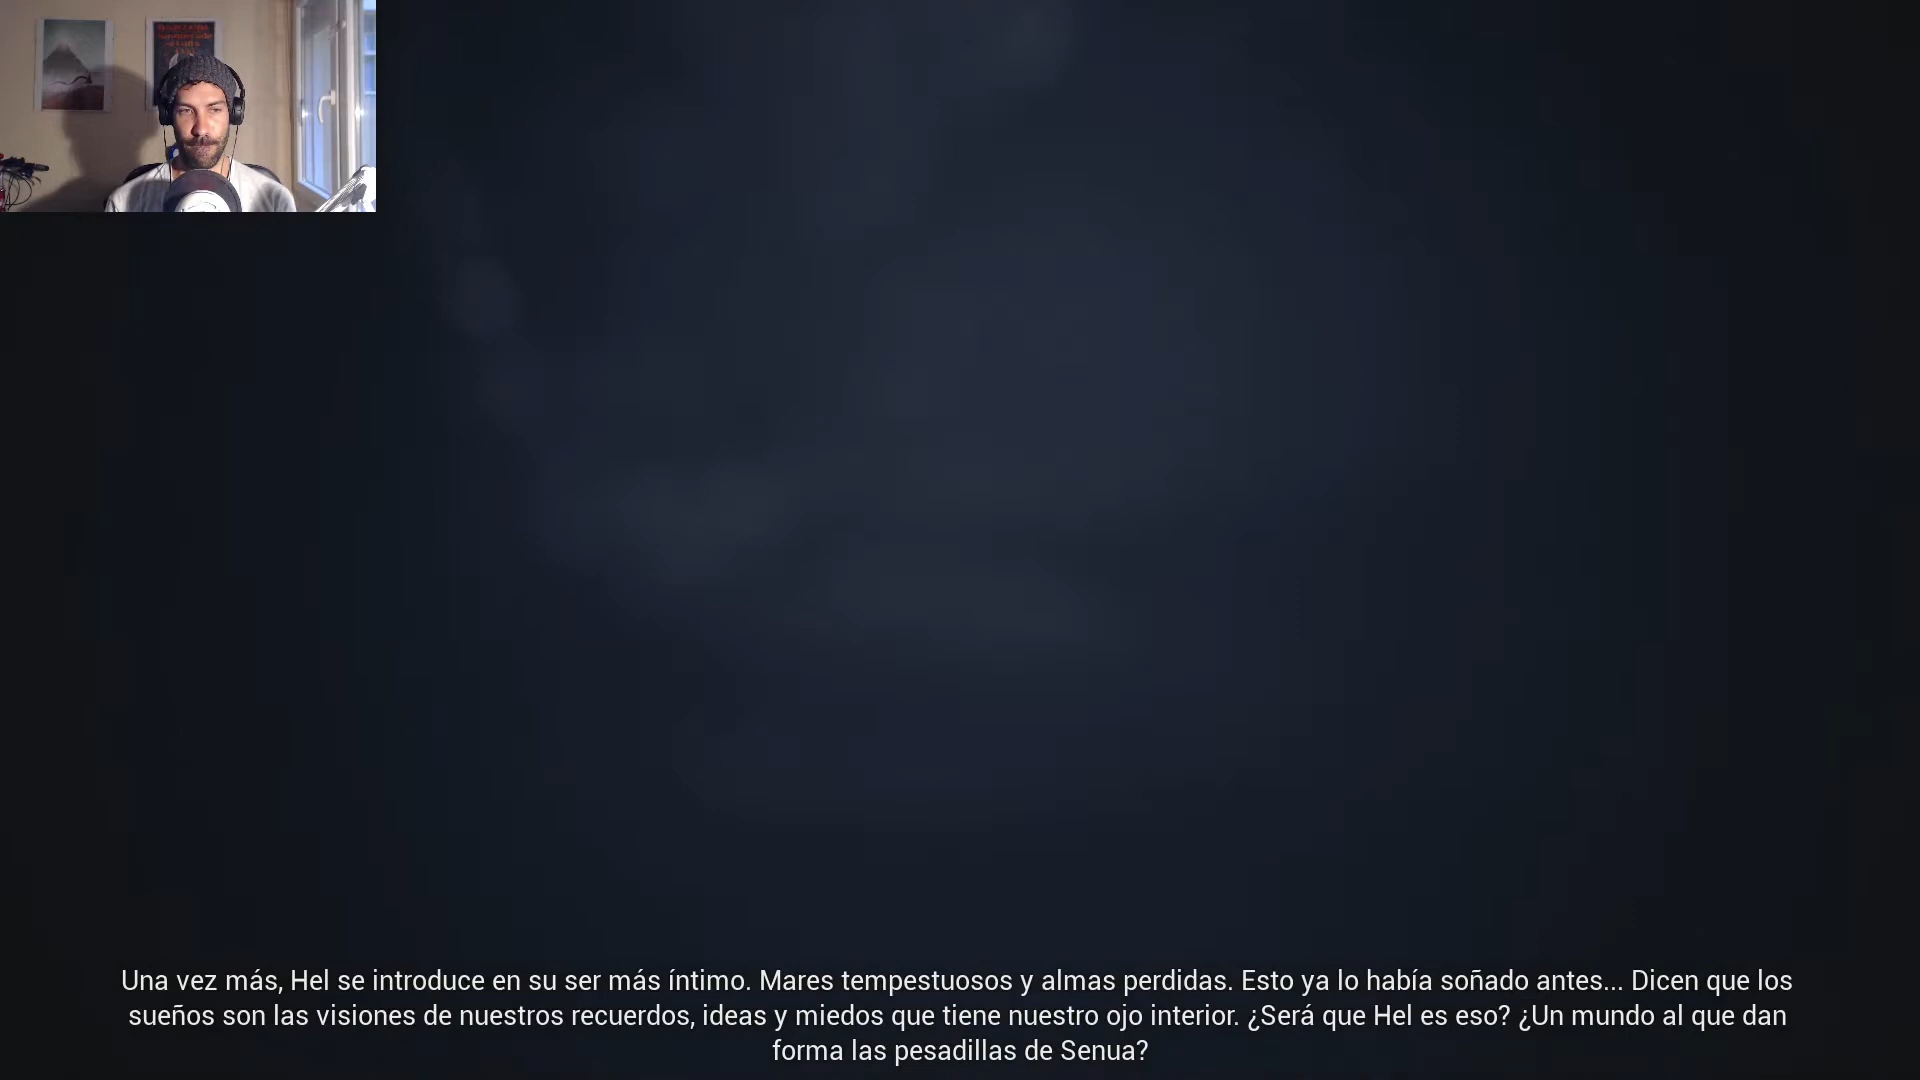 Una vez más, Hel se introduce en su ser más íntimo. Mares tempestuosos y almas perdidas. Esto ya lo había soñado antes... Dicen que los
sueños son las visiones de nuestros recuerdos, ideas y miedos que tiene nuestro ojo interior. ¿Será que Hel es eso? ¿Un mundo al que dan
forma las pesadillas de Senua?